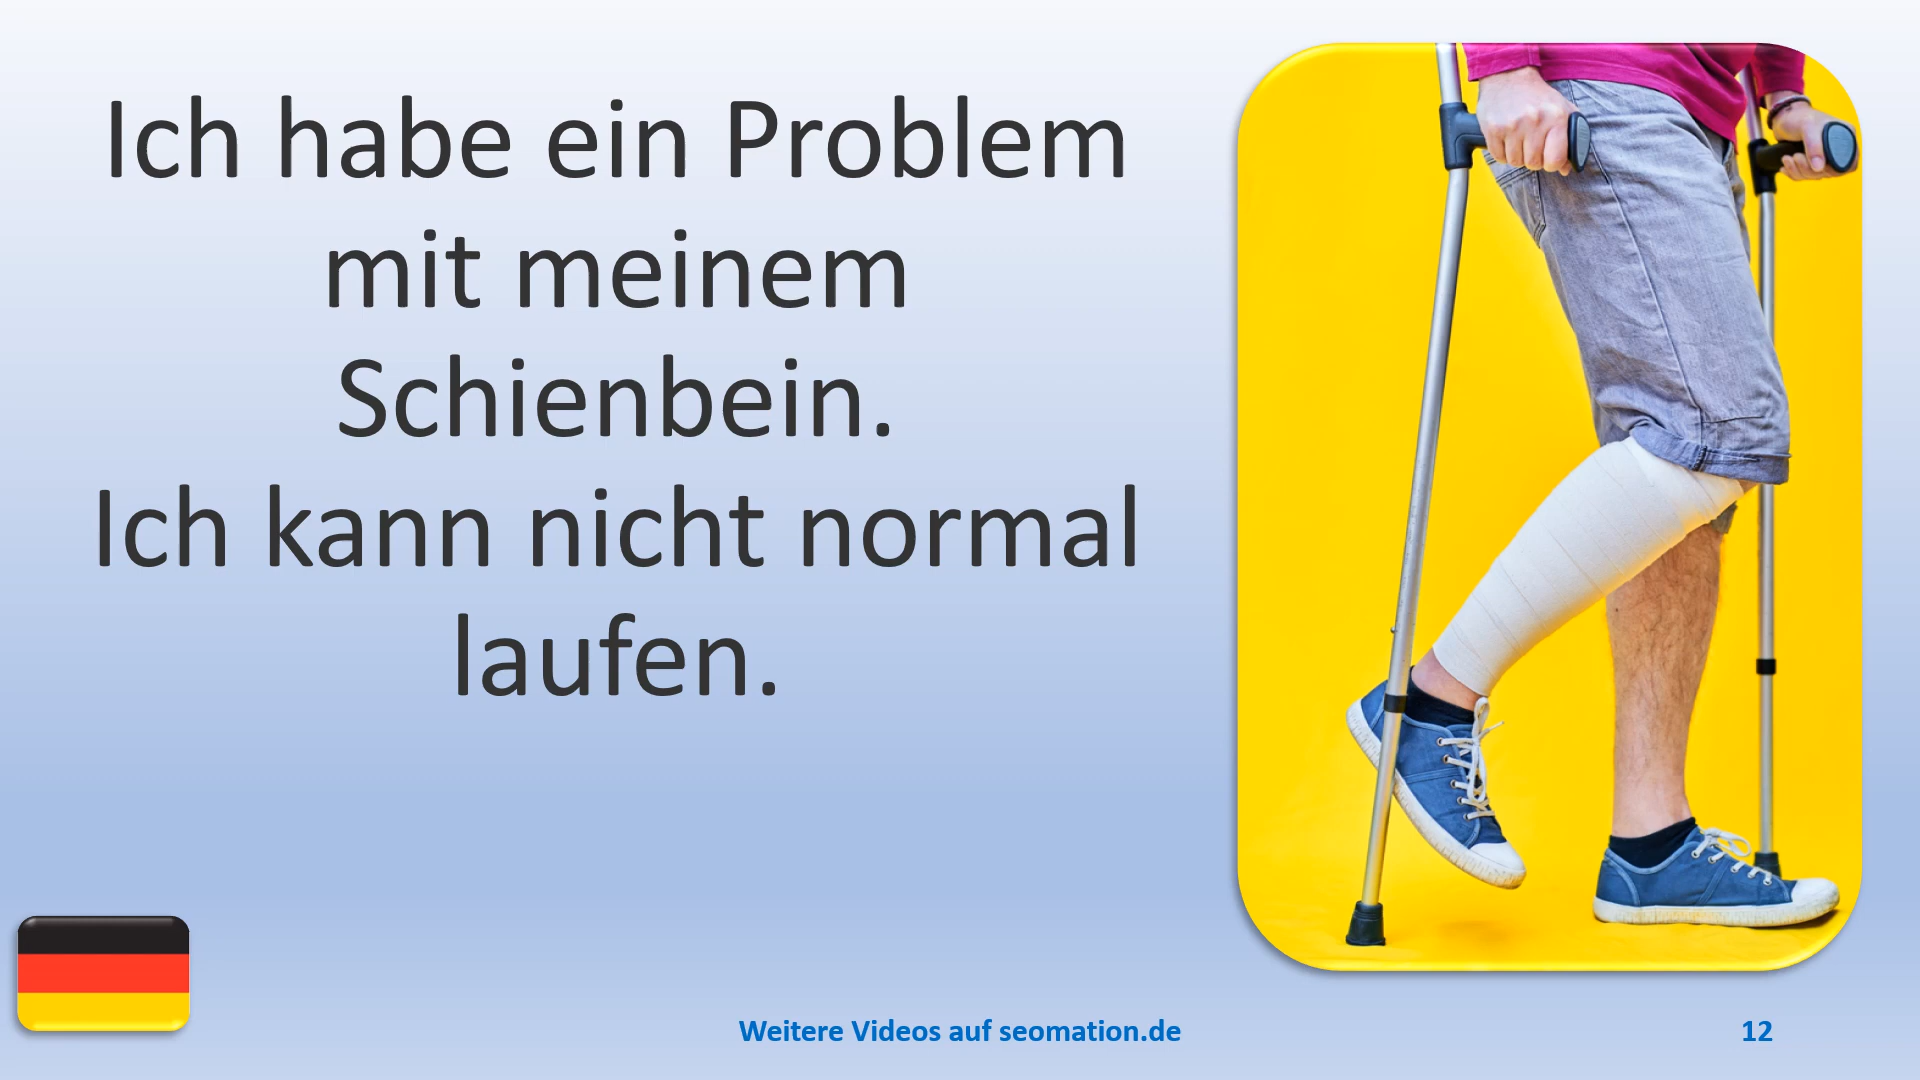 Ich habe ein Problem
mit meinem
Schienbein.
Ich kann nicht normal
laufen.
Weitere Videos auf seomation.de
12